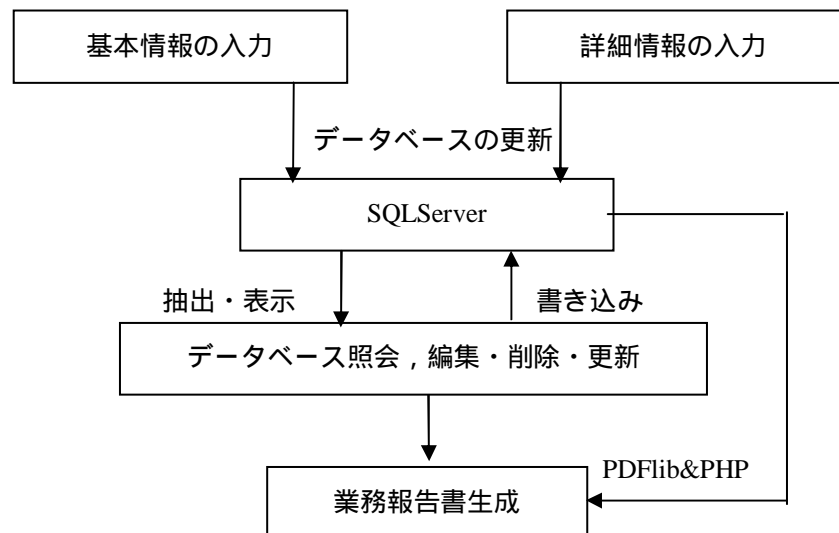 基本情報の入力
詳細情報の入力
データベースの更新
SQLServer
抽出・表示
書き込み
データベース照会，編集・削除・更新
PDFlib&PHP
業務報告書生成